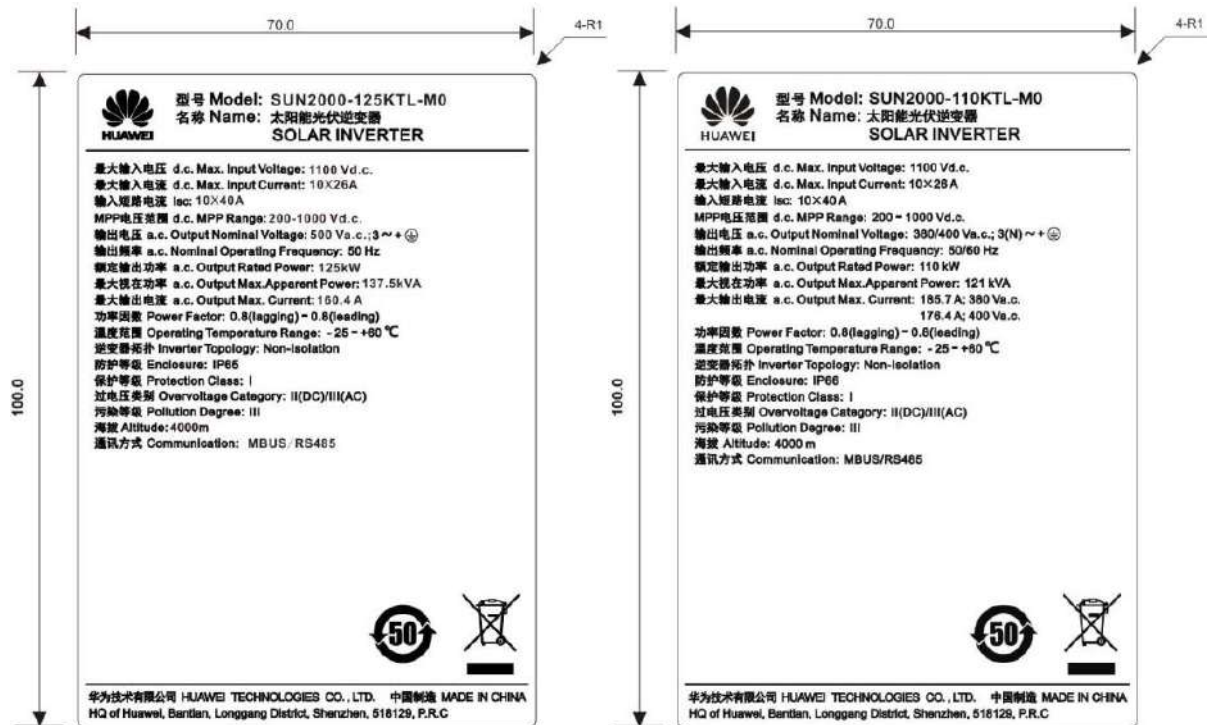 70.0
4-R1
100.0
HUAWEI
型号 Model: SUN2000-125KTL-M0
名称 Name: 太阳能光伏逆变器
SOLAR INVERTER
最大输入电压 d.c. Max. Input Voltage: 1100 Vd.c.
最大输入电流 d.c. Max. Input Current: 10X26A
输入短路电流 Isc: 10X40A
MPP电压范围 d.c. MPP Range: 200-1000 Vd.c.
输出电压 a.c. Output Nominal Voltage: 500 Va.c.;3~+
输出频率 a.c. Nominal Operating Frequency: 50 Hz
额定输出功率 a.c. Output Rated Power: 125kW
最大视在功率 a.c. Output Max.Apparent Power: 137.5kVA
最大输出电流 a.c. Output Max. Current: 160.4 A
功率因数 Power Factor: 0.8(lagging)-0.8(leading)
温度范围 Operating Temperature Range: -25-+60℃
逆变器拓扑 Inverter Topology: Non-isolation
防护等级 Enclosure: IP66
保护等级 Protection Class: I
过电压类别 Overvoltage Category: II(DC)/III(AC)
污染等级 Pollution Degree: III
海拔 Altitude:4000m
通讯方式 Communication: MBUS/RS485
50
华为技术有限公司 HUAWEI TECHNOLOGIES CO., LTD. 中国制造 MADE IN CHINA
HQ of Huawei, Bantian, Longgang District, Shenzhen, 518129, P.R.C
70.0
4-R1
100.0
HUAWEI
型号 Model: SUN2000-110KTL-M0
名称 Name: 太阳能光伏逆变器
SOLAR INVERTER
最大输入电压 d.c. Max. Input Voltage: 1100 Vd.c.
最大输入电流 d.c. Max. Input Current: 10×26A
输入短路电流 Isc: 10×40A
MPP电压范围 d.c. MPP Range: 200-1000 Vd.c.
输出电压 a.c. Output Nominal Voltage: 380/400 Va.c.; 3(N)~+
输出频率 a.c. Nominal Operating Frequency: 50/60 Hz
额定输出功率 a.c. Output Rated Power: 110 kW
最大视在功率 a.c. Output Max.Apparent Power: 121 kVA
最大输出电流 a.c. Output Max. Current: 185.7 A; 380 Va.c.
176.4 A; 400 Va.c.
功率因数 Power Factor: 0.8(lagging)-0.8(leading)
温度范围 Operating Temperature Range: -25-+60℃
逆变器拓扑 Inverter Topology: Non-isolation
防护等级 Enclosure: IP66
保护等级 Protection Class: I
过电压类别 Overvoltage Category: II(DC)/III(AC)
污染等级 Pollution Degree: III
海拔 Altitude: 4000 m
通讯方式 Communication: MBUS/RS485
50
华为技术有限公司 HUAWEI TECHNOLOGIES CO., LTD. 中国制造 MADE IN CHINA
HQ of Huawei, Bantian, Longgang District, Shenzhen, 518129, P.R.C